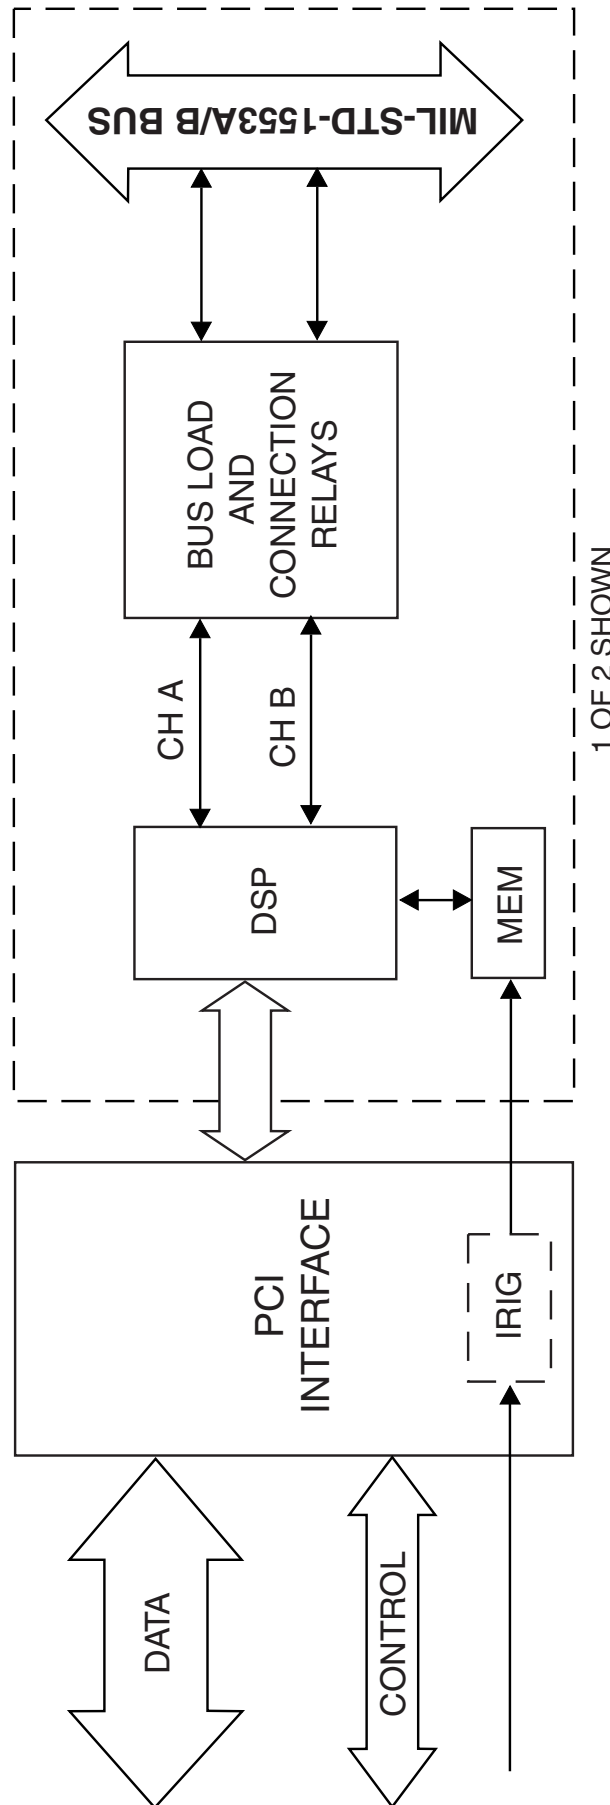 DATA
CONTROL
PCI
INTERFACE
IRIG
DSP
MEM
CH A
CH B
BUS LOAD
AND
CONNECTION
RELAYS
MIL-STD-1553A/B BUS
1 OF 2 SHOWN